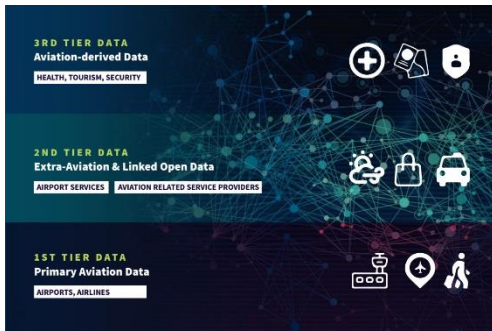 3RD TIER DATA
Aviation-derived Data
HEALTH, TOURISM, SECURITY
2ND TIER DATA
Extra-Aviation & Linked Open Data
AIRPORT SERVICES AVIATION RELATED SERVICE PROVIDERS
1ST TIER DATA
Primary Aviation Data
AIRPORTS, AIRLINES